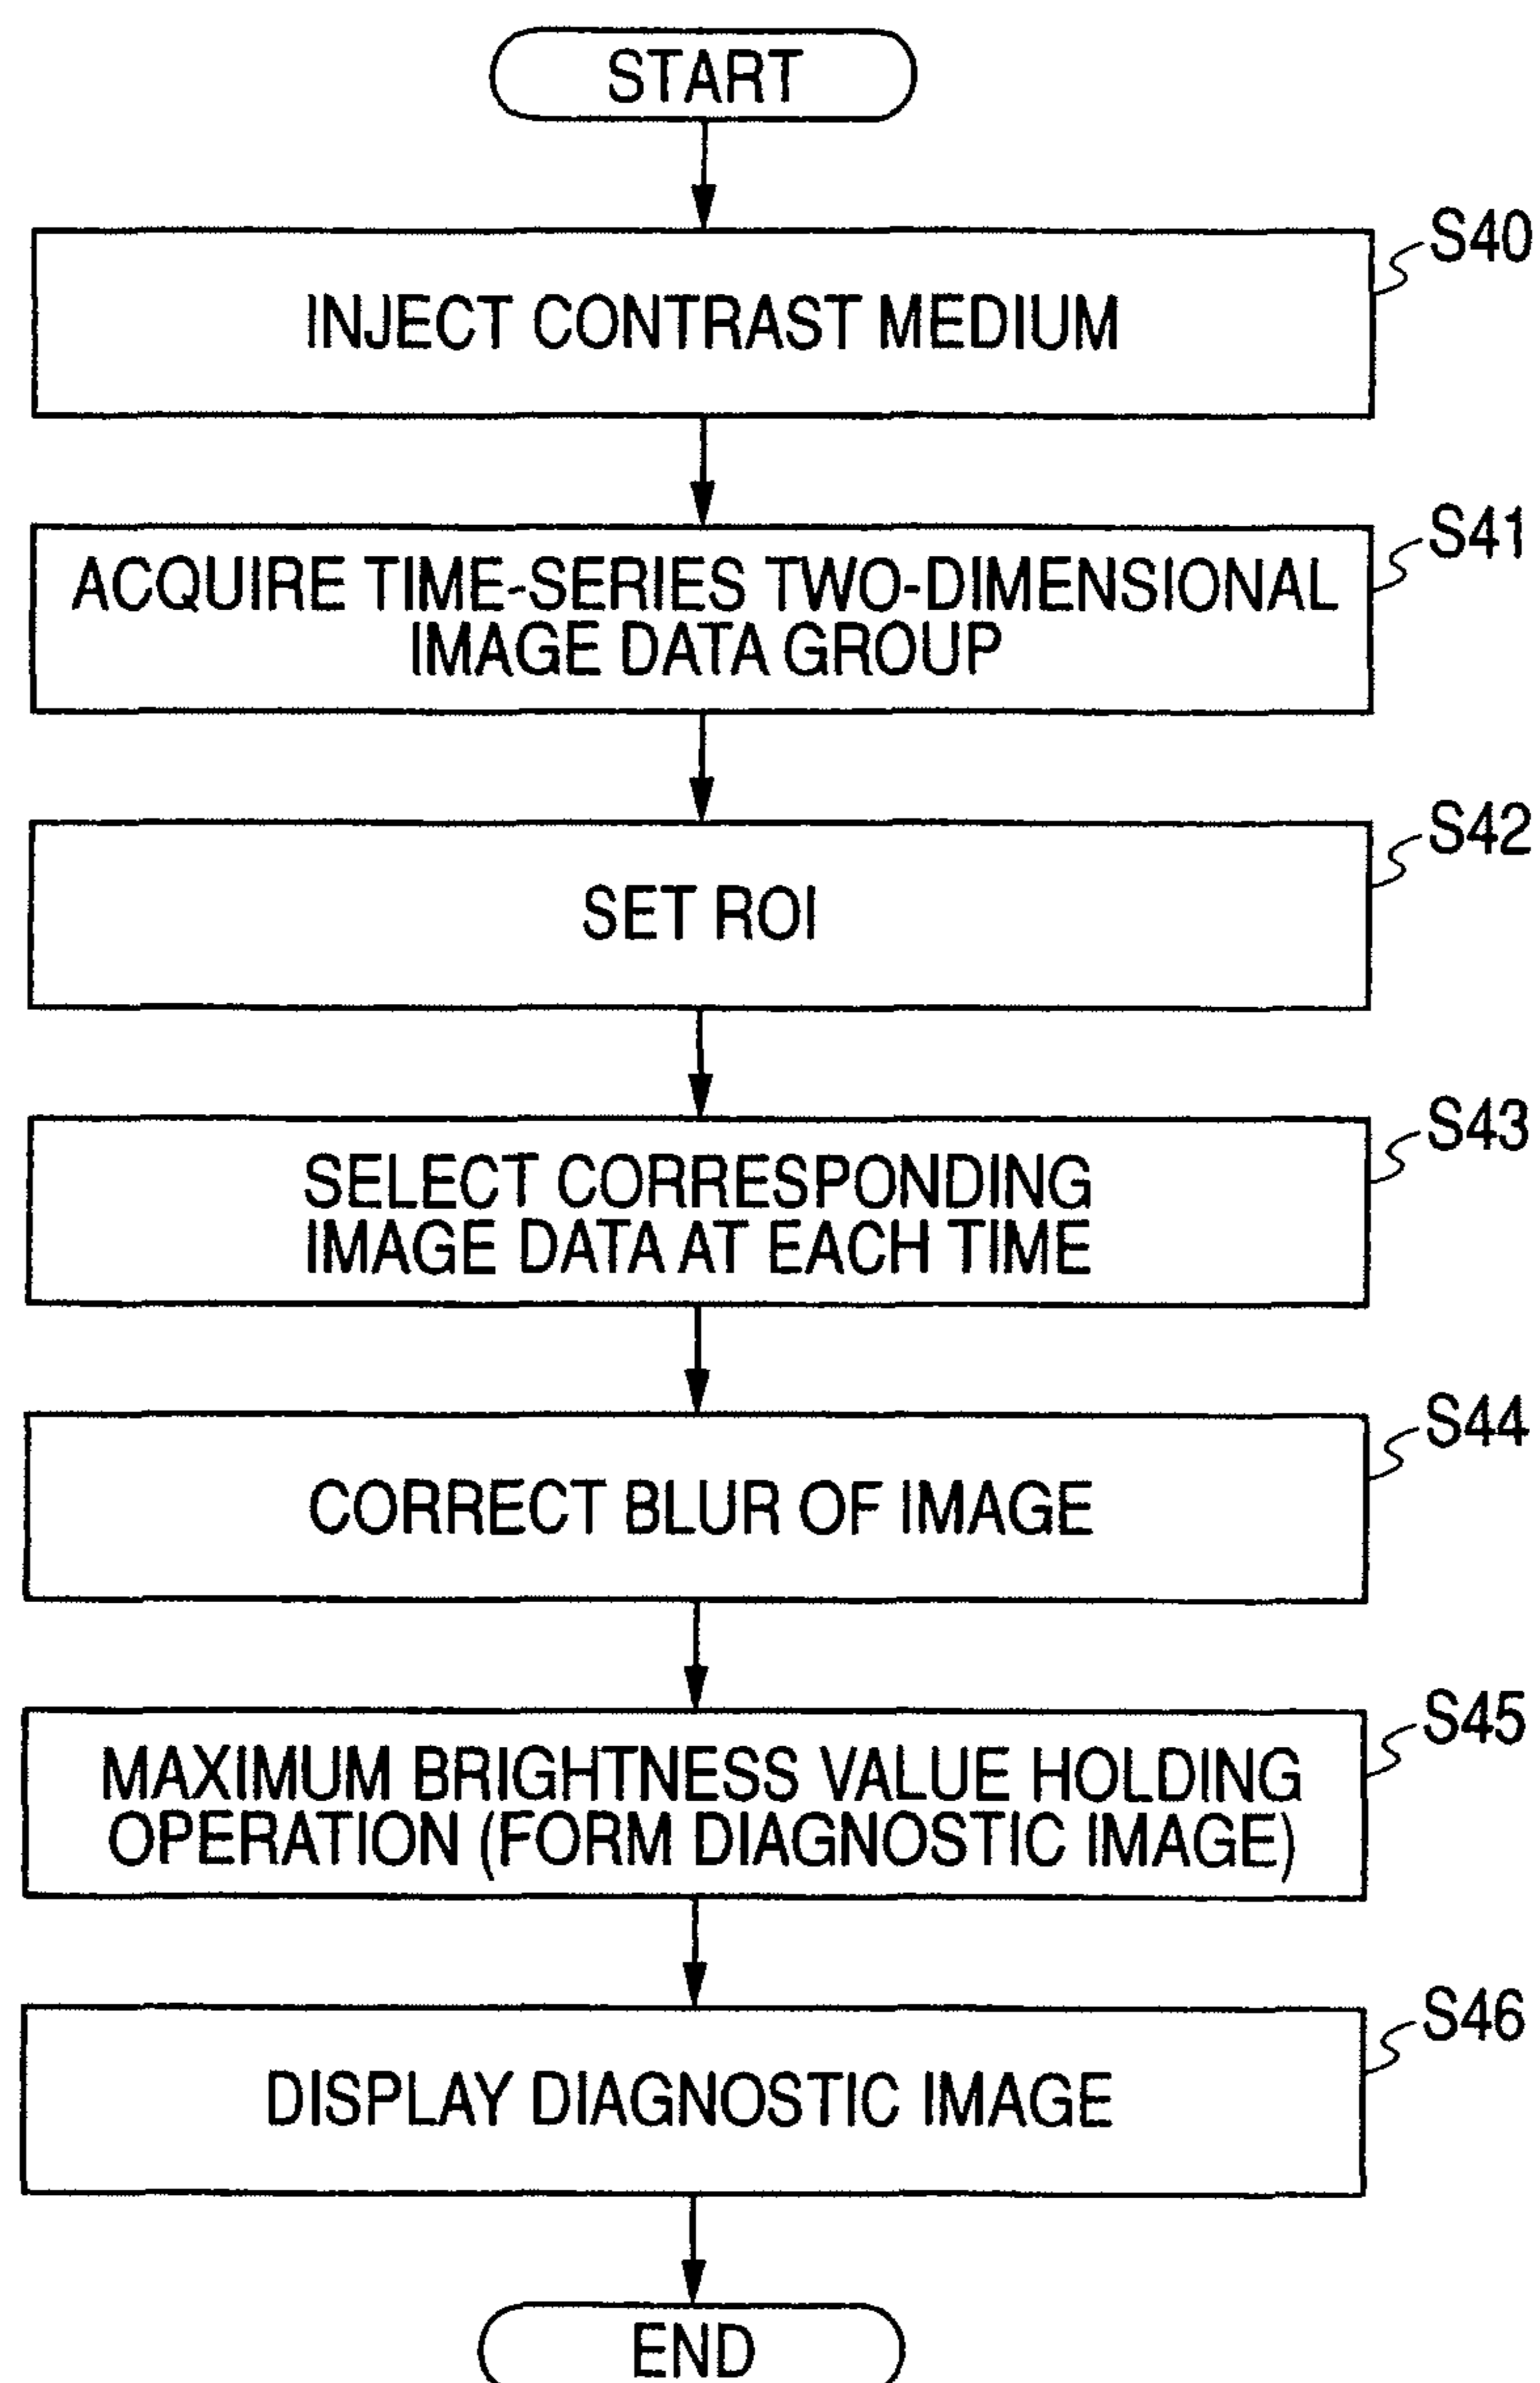 START
S40
INJECT CONTRAST MEDIUM
S41
ACQUIRE TIME-SERIES TWO-DIMENSIONAL
IMAGE DATA GROUP
S42
SET ROI
S43
SELECT CORRESPONDING
IMAGE DATA AT EACH TIME
S44
CORRECT BLUR OF IMAGE
S45
MAXIMUM BRIGHTNESS VALUE HOLDING
OPERATION (FORM DIAGNOSTIC IMAGE)
S46
DISPLAY DIAGNOSTIC IMAGE
END